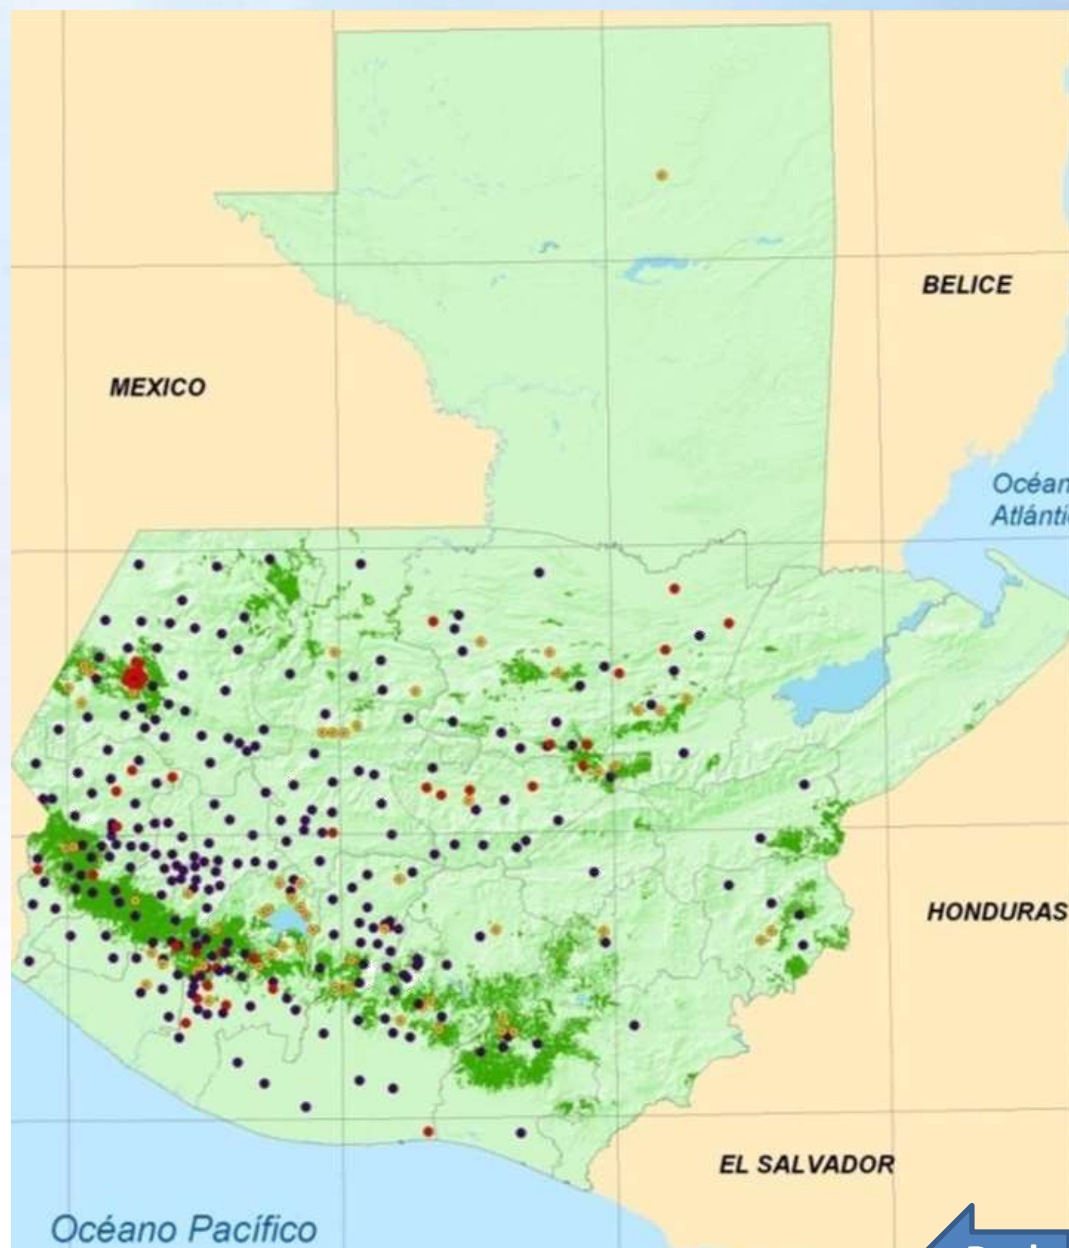 BELICE
MEXICO
Océan
Atlánti
HONDURAS
EL SALVADOR
Océano Pacífico